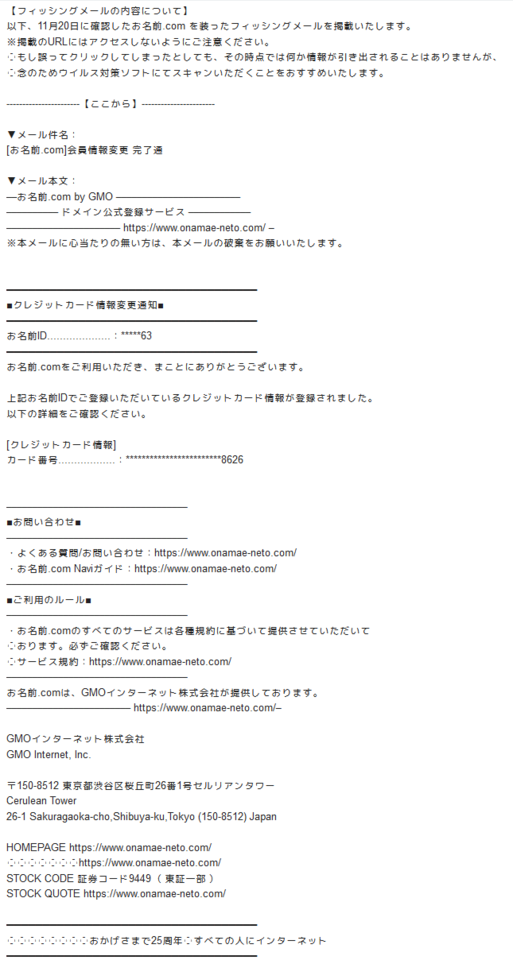 【フィッシングメールの内容について】
以下、11月20日に確認したお名前.com を装ったフィッシングメールを掲載いたします。
※掲載のURLにはアクセスしないようにご注意ください。
◌もし誤ってクリックしてしまったとしても、その時点では何か情報が引き出されることはありませんが、
◌念のためウイルス対策ソフトにてスキャンいただくことをおすすめいたします。
-----------------------【ここから】-----------------------
▼メール件名：
[お名前.com]会員情報変更 完了通
▼メール本文：
—お名前.com by GMO ————————————
————— ドメイン公式登録サービス ——————
——————————— https://www.onamae-neto.com/ –
※本メールに心当たりの無い方は、本メールの破棄をお願いいたします。
━━━━━━━━━━━━━━━━━━━━━━━━
■クレジットカード情報変更通知■
━━━━━━━━━━━━━━━━━━━━━━━━
お名前ID………………..：*****63
━━━━━━━━━━━━━━━━━━━━━━━━
お名前.comをご利用いただき、まことにありがとうございます。
上記お名前IDでご登録いただいているクレジットカード情報が登録されました。
以下の詳細をご確認ください。
[クレジットカード情報]
カード番号………………：************************8626
—————————————————
■お問い合わせ■
—————————————————
・よくある質問/お問い合わせ：https://www.onamae-neto.com/
・お名前.com Naviガイド：https://www.onamae-neto.com/
—————————————————
■ご利用のルール■
—————————————————
・お名前.comのすべてのサービスは各種規約に基づいて提供させていただいて
◌おります。必ずご確認ください。
◌サービス規約：https://www.onamae-neto.com/
—————————————————
お名前.comは、GMOインターネット株式会社が提供しております。
———————————— https://www.onamae-neto.com/–
GMOインターネット株式会社
GMO Internet, Inc.
〒150-8512 東京都渋谷区桜丘町26番1号セルリアンタワー
Cerulean Tower
26-1 Sakuragaoka-cho,Shibuya-ku,Tokyo (150-8512) Japan
HOMEPAGE https://www.onamae-neto.com/
◌◌◌◌◌◌◌https://www.onamae-neto.com/
STOCK CODE 証券コード9449（ 東証一部 ）
STOCK QUOTE https://www.onamae-neto.com/
━━━━━━━━━━━━━━━━━━━━━━━━
◌◌◌◌◌◌◌◌おかげさまで25周年◌すべての人にインターネット
━━━━━━━━━━━━━━━━━━━━━━━━